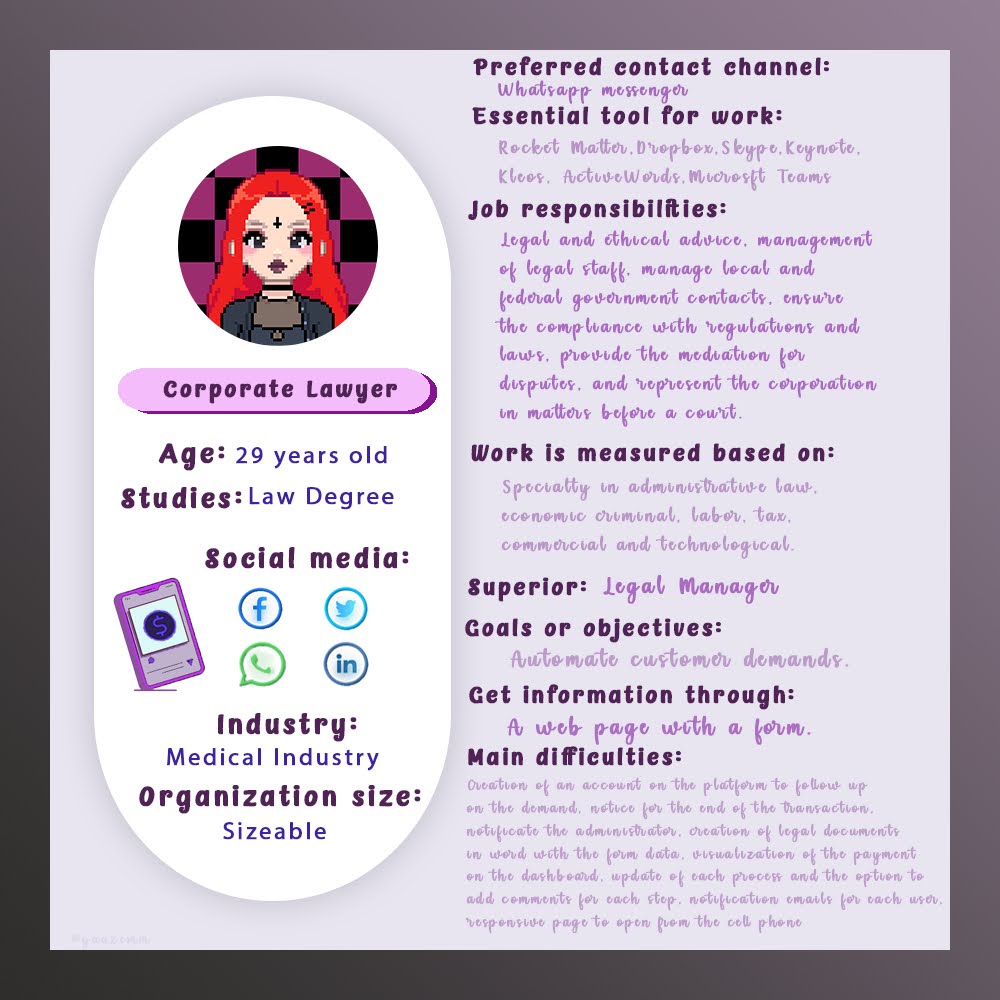 Corporate Lawyer
Age: 29 years old
Studies: Law Degree
Social media:
Industry:
Medical Industry
Organization size:
Sizeable
Preferred contact channel:
Whatsapp messenger
Essential tool for work:
Rocket Matter, Dropbox, Skype, Keynote,
Kleos, ActiveWords, Microsft Teams
Job responsibilities:
Legal and ethical advice, management
of legal staff, manage local and
federal government contacts, ensure
the compliance with regulations and
laws, provide the mediation for
disputes, and represent the corporation
in matters before a court.
Work is measured based on:
Specialty in administrative law,
economic criminal, labor, tax,
commercial and technological.
Superior: Legal Manager
Goals or objectives:
Automate customer demands.
Get information through:
A web page with a form.
Main difficulties:
Creation of an account on the platform to follow up
on the demand, notice for the end of the transaction,
notificate the administrator, creation of legal documents
in word with the form data, visualization of the payment
on the dashboard, update of each process and the option to
add comments for each step, notification emails for each user,
responsive page to open from the cell phone